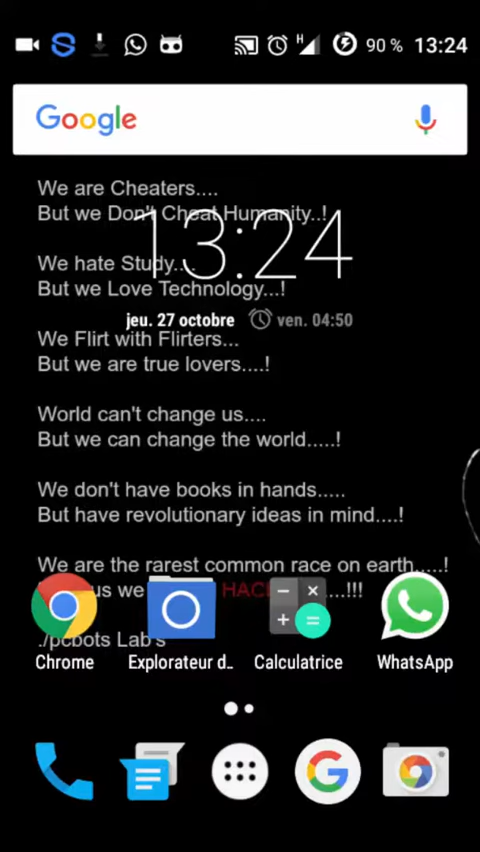 H
90 %
13:24
Google
We are Cheaters....
But we Don't Cheat Humanity..!
13:24
We hate Study...
But we Love Technology...!
jeu. 27 octobre
ven. 04:50
We Flirt with Flirters...
But we are true lovers....!
World can't change us....
But we can change the world.....!
We don't have books in hands.....
But have revolutionary ideas in mind....!
We are the rarest common race on earth.....!
us we
...!!!
./pcbots Lab's
Chrome
Explorateur d..
Calculatrice
WhatsApp